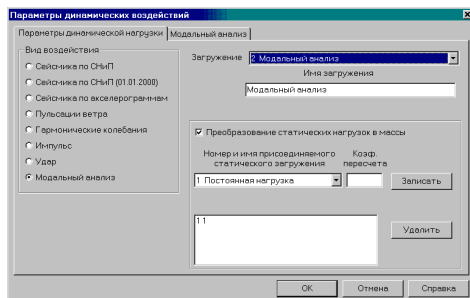 Параметры динамических воздействий
Параметры динамической нагрузки
Модальный анализ
Вид воздействия
Сейсмика по СНиП
Сейсмика по СНиП (01.01.2000)
Сейсмика по акселерограммам
Пульсации ветра
Гармонические колебания
Импульс
Удар
Модальный анализ
Загружение
2 Модальный анализ
Имя загружения
Модальный анализ
Преобразование статических нагрузок в массы
Номер и имя присоединяемого статического загружения
Коэф. пересчета
1 Постоянная нагрузка
Записать
1 1
Удалить
OK
Отмена
Справка